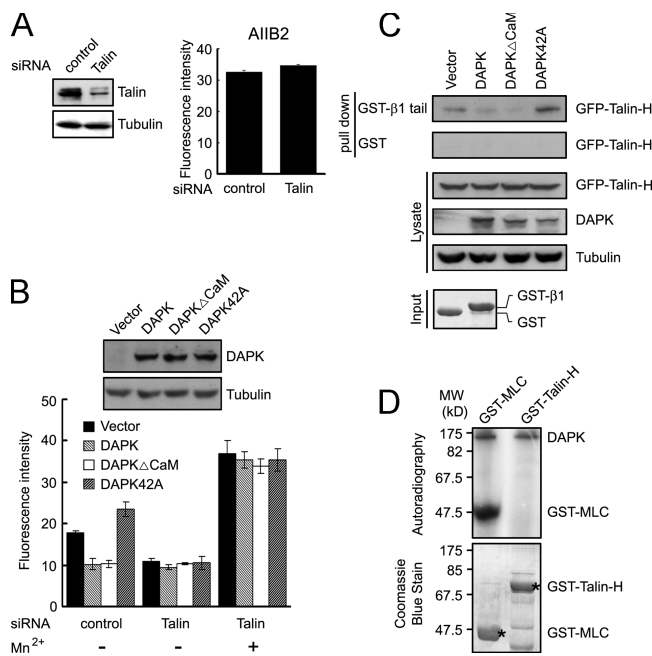 A
siRNA
control
Talin
Talin
Tubulin
AIIB2
Fluorescence intensity
40
30
20
10
0
siRNA control Talin
B
Vector
DAPK
DAPK△CaM
DAPK42A
DAPK
Tubulin
Fluorescence intensity
50
40
30
20
10
0
Vector
DAPK
DAPK△CaM
DAPK42A
siRNA control Talin Talin
Mn2+ - - +
C
Vector
DAPK
DAPK△CaM
DAPK42A
pull down
GST-β1 tail GFP-Talin-H
GST GFP-Talin-H
Lysate
GFP-Talin-H
DAPK
Tubulin
Input
GST-β1
GST
D
MW
(kD)
GST-MLC
GST-Talin-H
Autoradiography
175
82
67.5
47.5
DAPK
GST-MLC
Coomassie
Blue Stain
175
85
67.5
47.5
* GST-Talin-H
* GST-MLC